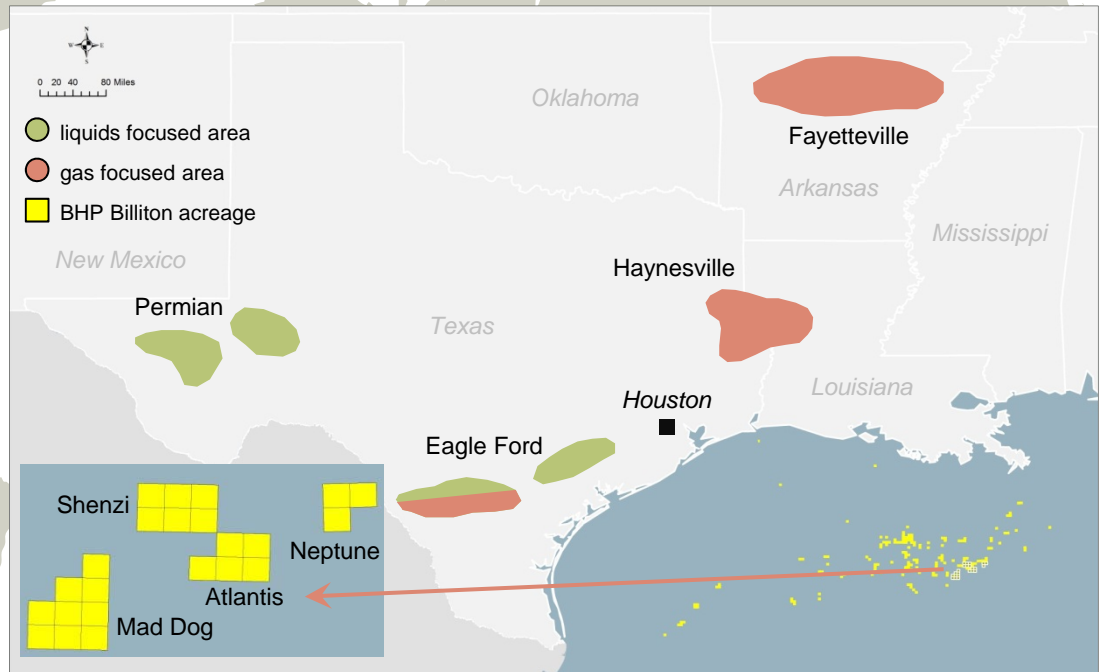 N
W E
S
0 20 40 80 Miles
liquids focused area
gas focused area
BHP Billiton acreage
Oklahoma
Fayetteville
Arkansas
Mississippi
New Mexico
Haynesville
Permian
Texas
Louisiana
Houston
Eagle Ford
Shenzi
Neptune
Atlantis
Mad Dog